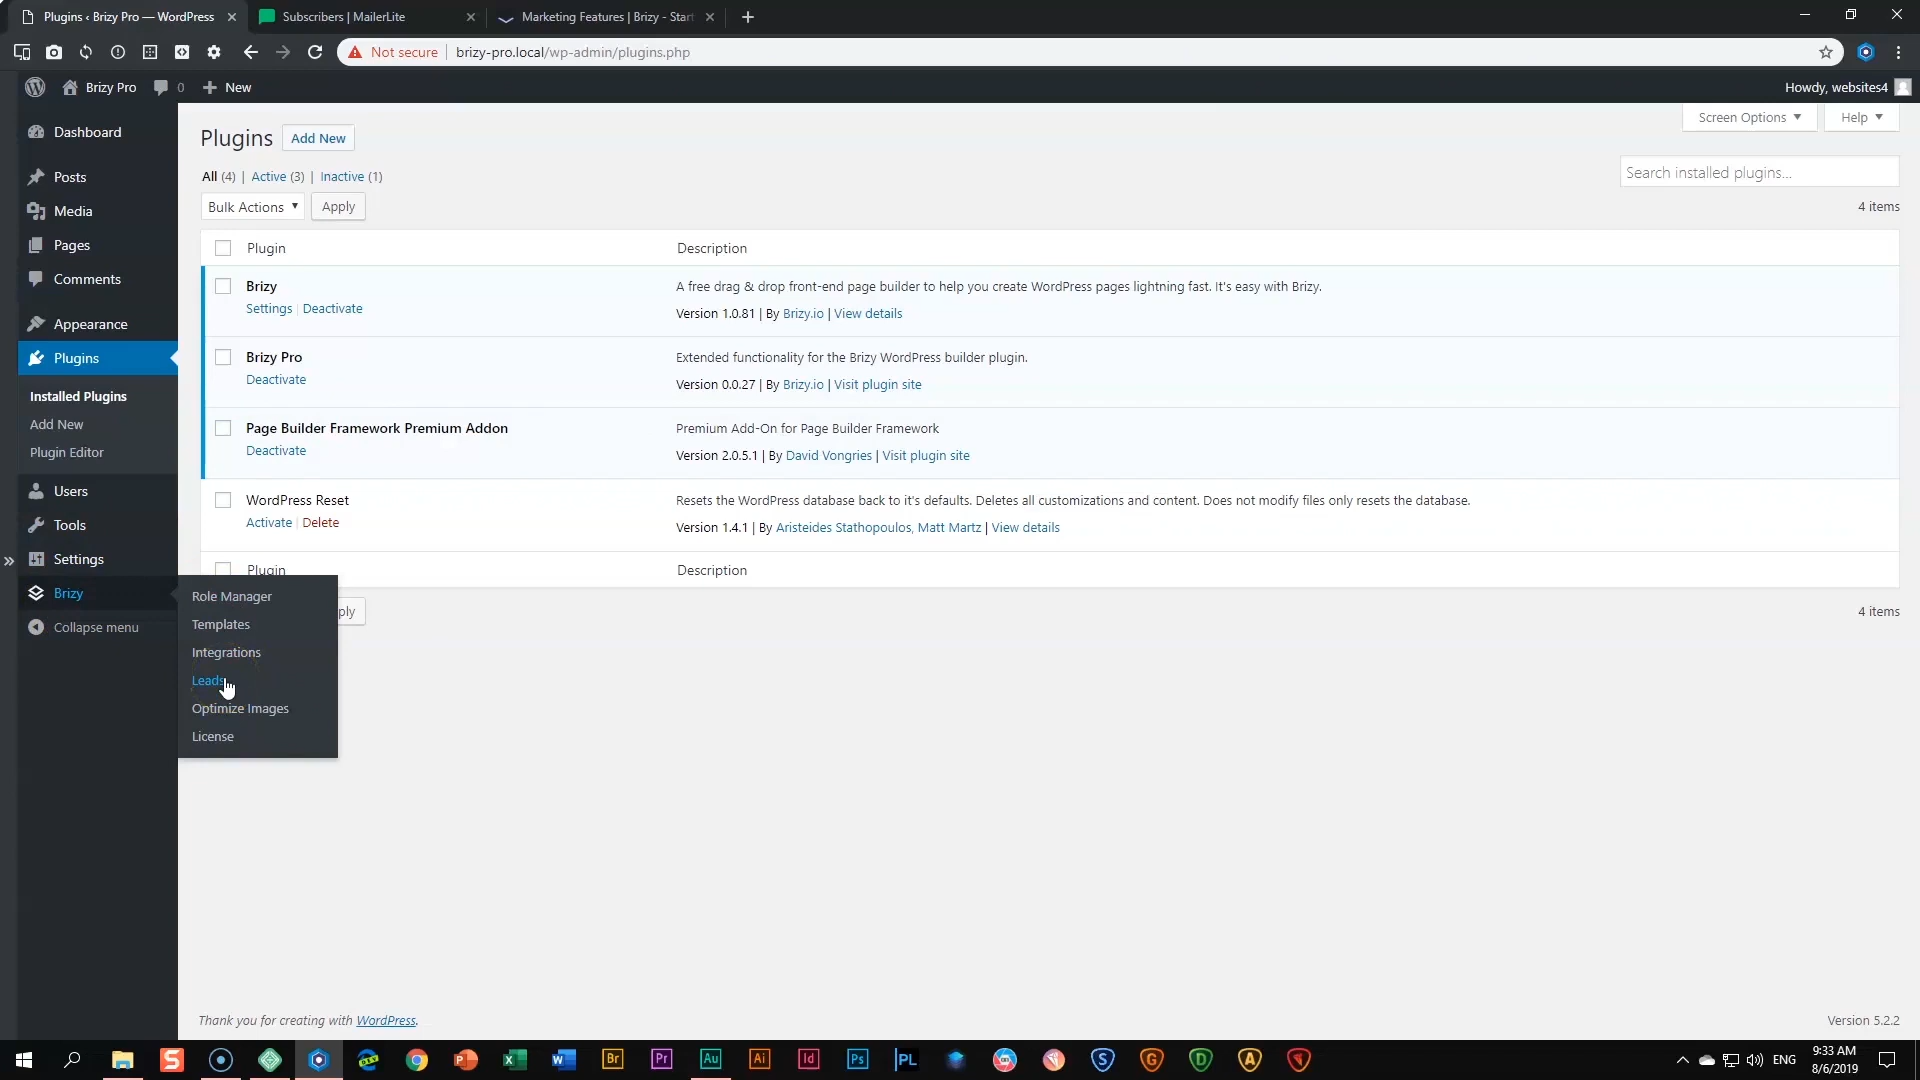 Plugins ‹ Brizy Pro — WordPress
Subscribers | MailerLite
Marketing Features | Brizy - Start
Not secure
brizy-pro.local/wp-admin/plugins.php
Brizy Pro
0
New
Howdy, websites4
Screen Options
Help
Dashboard
Posts
Media
Pages
Comments
Appearance
Plugins
Installed Plugins
Add New
Plugin Editor
Users
Tools
Settings
Brizy
Collapse menu
Role Manager
Templates
Integrations
Leads
Optimize Images
License
Plugins
Add New
All (4) | Active (3) | Inactive (1)
Search installed plugins...
Bulk Actions
Apply
4 items
Plugin
Description
Brizy
Settings | Deactivate
A free drag & drop front-end page builder to help you create WordPress pages lightning fast. It's easy with Brizy.
Version 1.0.81 | By Brizy.io | View details
Brizy Pro
Deactivate
Extended functionality for the Brizy WordPress builder plugin.
Version 0.0.27 | By Brizy.io | Visit plugin site
Page Builder Framework Premium Addon
Deactivate
Premium Add-On for Page Builder Framework
Version 2.0.5.1 | By David Vongries | Visit plugin site
WordPress Reset
Activate | Delete
Resets the WordPress database back to it's defaults. Deletes all customizations and content. Does not modify files only resets the database.
Version 1.4.1 | By Aristeides Stathopoulos, Matt Martz | View details
Plugin
Description
ply
4 items
Thank you for creating with WordPress.
Version 5.2.2
S
P
X
W
Br
Pr
Au
Ai
Id
Ps
PL
S
G
D
A
ENG
9:33 AM
8/6/2019